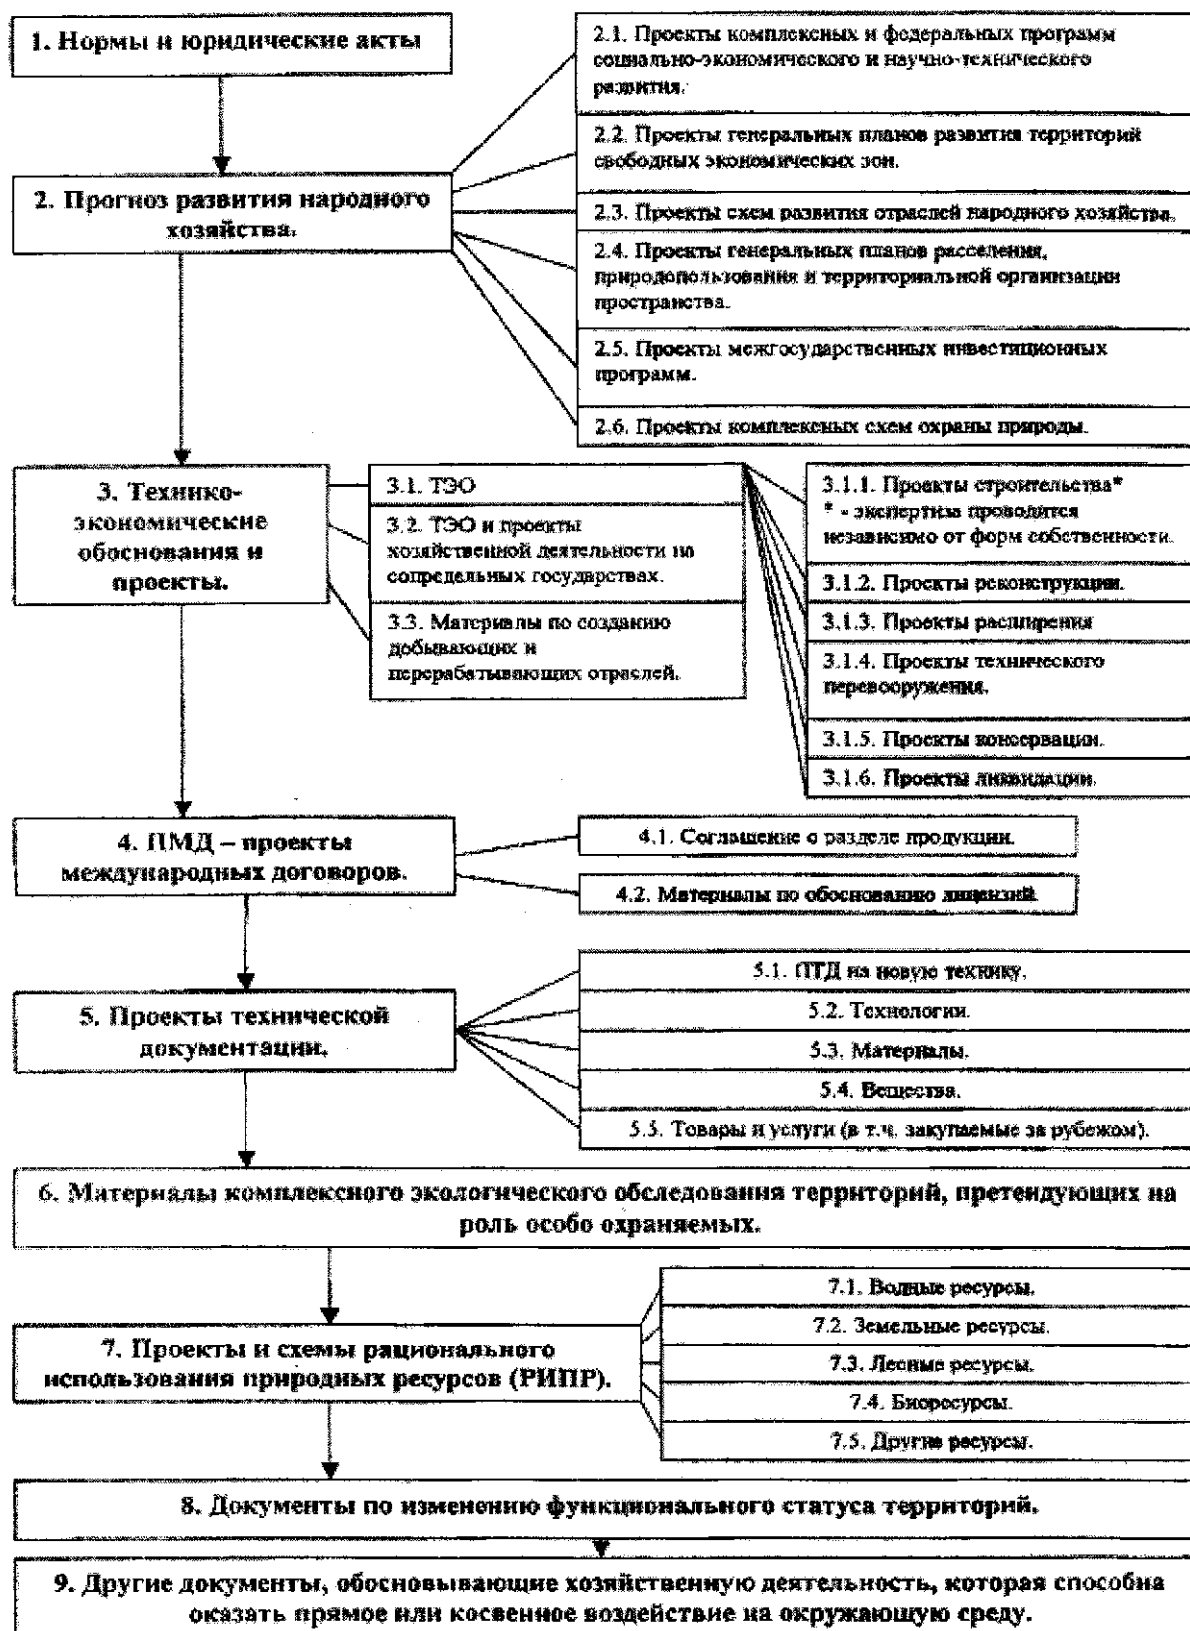 1. Нормы и юридические акты
2. Прогноз развития народного
хозяйства.
2.1. Проекты комплексных и федеральных программ
социально-экономического и научно-технического
развития.
2.2. Проекты генеральных планов развития территорий
свободных экономических зон.
2.3. Проекты схем развития отраслей народного хозяйства.
2.4. Проекты генеральных планов расселения,
природопользования и территориальной организации
пространства.
2.5. Проекты межгосударственных инвестиционных
программ.
2.6. Проекты комплексных схем охраны природы.
3. Технико-
экономические
обоснования и
проекты.
3.1. ТЭО
3.2. ТЭО и проекты
хозяйственной деятельности на
сопредельных государствах.
3.3. Материалы по созданию
добывающих и
перерабатывающих отраслей.
3.1.1. Проекты строительства*
* - экспертиза проводится
независимо от форм собственности.
3.1.2. Проекты реконструкции.
3.1.3. Проекты расширения
3.1.4. Проекты технического
перевооружения.
3.1.5. Проекты консервации.
3.1.6. Проекты ликвидации.
4. ПМД – проекты
международных договоров.
4.1. Соглашение о разделе продукции.
4.2. Материалы по обоснованию лицензий.
5. Проекты технической
документации.
5.1. ПТД на новую технику.
5.2. Технологии.
5.3. Материалы.
5.4. Вещества.
5.5. Товары и услуги (в т.ч. закупаемые за рубежом).
6. Материалы комплексного экологического обследования территорий, претендующих на
роль особо охраняемых.
7. Проекты и схемы рационального
использования природных ресурсов (РИПР).
7.1. Водные ресурсы.
7.2. Земельные ресурсы.
7.3. Лесные ресурсы.
7.4. Биоресурсы.
7.5. Другие ресурсы.
8. Документы по изменению функционального статуса территорий.
9. Другие документы, обосновывающие хозяйственную деятельность, которая способна
оказать прямое или косвенное воздействие на окружающую среду.